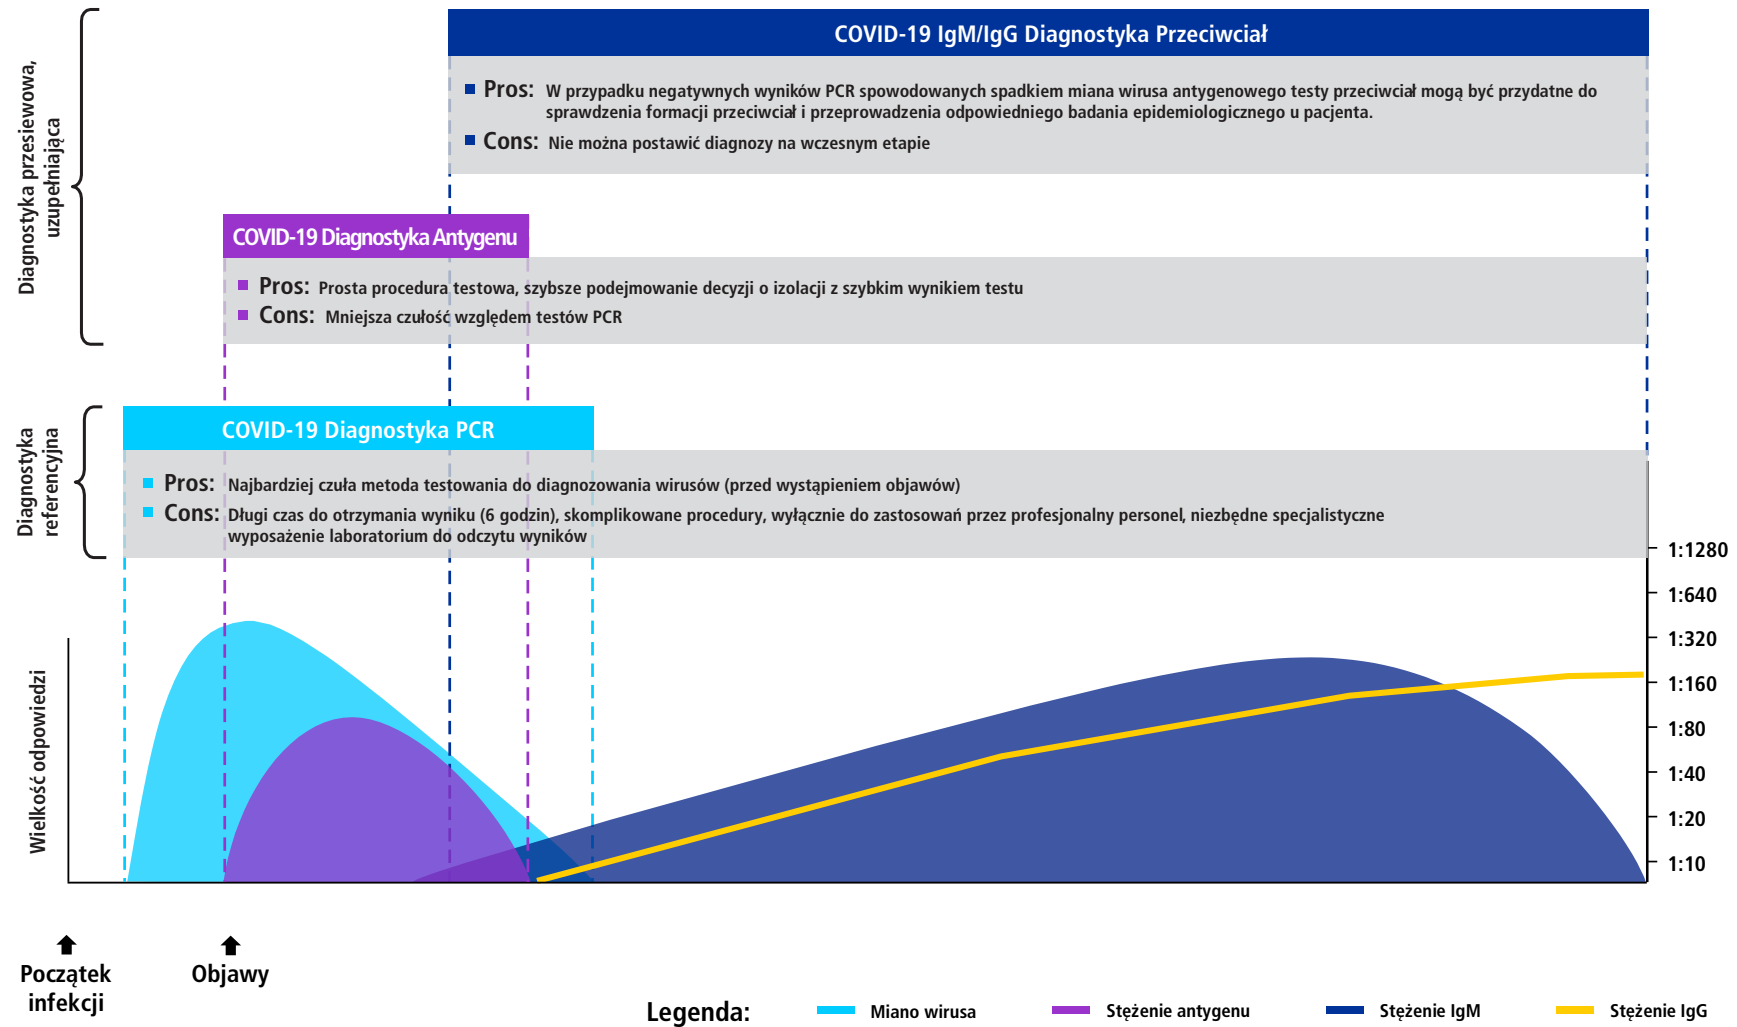 COVID-19 IgM/IgG Diagnostyka Przeciwciał
Diagnostyka przesiewowa,
uzupełniająca
Pros: W przypadku negatywnych wyników PCR spowodowanych spadkiem miana wirusa antygenowego testy przeciwciał mogą być przydatne do
sprawdzenia formacji przeciwciał i przeprowadzenia odpowiedniego badania epidemiologicznego u pacjenta.
Cons: Nie można postawić diagnozy na wczesnym etapie
COVID-19 Diagnostyka Antygenu
Pros: Prosta procedura testowa, szybsze podejmowanie decyzji o izolacji z szybkim wynikiem testu
Cons: Mniejsza czułość względem testów PCR
Diagnostyka
referencyjna
COVID-19 Diagnostyka PCR
Pros: Najbardziej czuła metoda testowania do diagnozowania wirusów (przed wystąpieniem objawów)
Cons: Długi czas do otrzymania wyniku (6 godzin), skomplikowane procedury, wyłącznie do zastosowań przez profesjonalny personel, niezbędne specjalistyczne
wyposażenie laboratorium do odczytu wyników
1:1280
1:640
1:320
1:160
1:80
1:40
1:20
1:10
Wielkość odpowiedzi
Początek
infekcji
Objawy
Legenda:
Miano wirusa
Stężenie antygenu
Stężenie IgM
Stężenie IgG